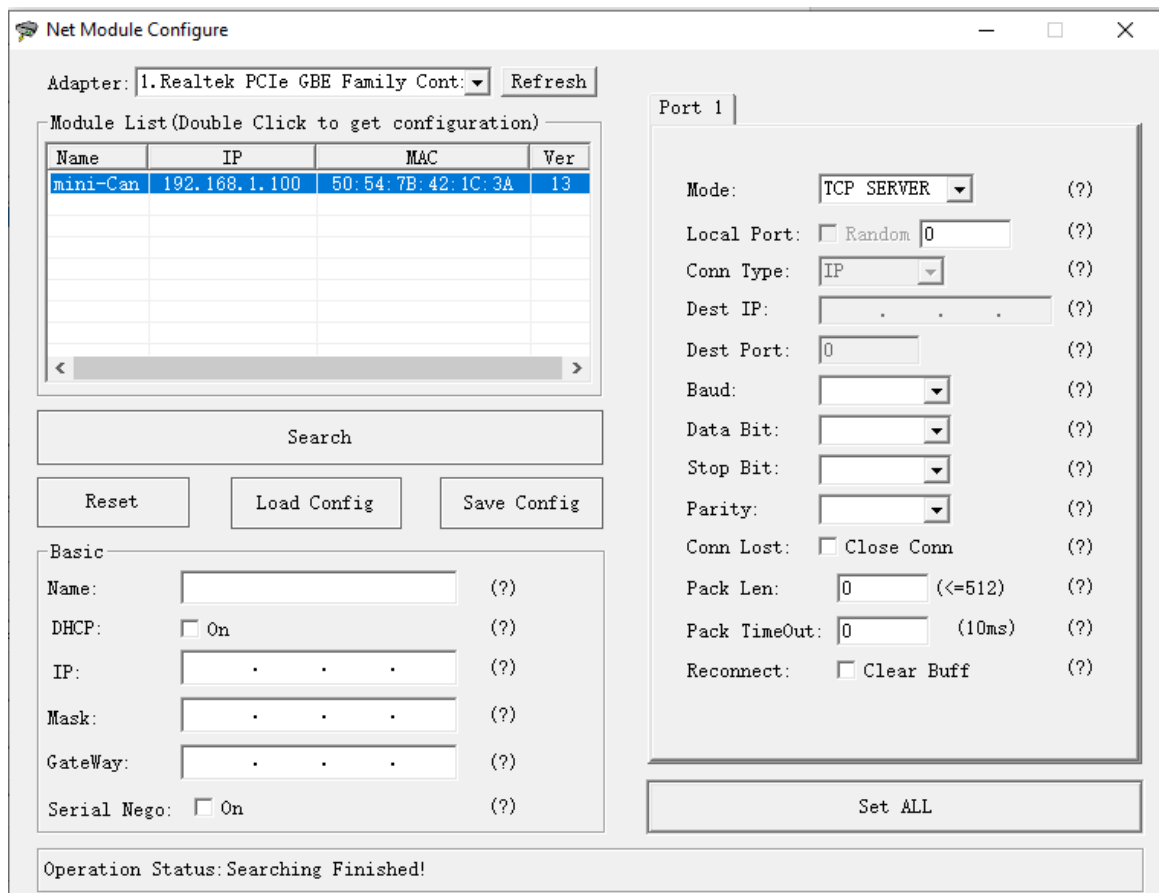 Net Module Configure
Adapter: 1.Realtek PCIe GBE Family Cont: Refresh
Module List(Double Click to get configuration)
Name IP MAC Ver
mini-Can 192.168.1.100 50:54:7B:42:1C:3A 13
Search
Reset Load Config Save Config
Basic
Name: (?)
DHCP: On (?)
IP: . . . (?)
Mask: . . . (?)
GateWay: . . . (?)
Serial Nego: On (?)
Port 1
Mode: TCP SERVER (?)
Local Port: Random 0 (?)
Conn Type: IP (?)
Dest IP: . . . (?)
Dest Port: 0 (?)
Baud: (?)
Data Bit: (?)
Stop Bit: (?)
Parity: (?)
Conn Lost: Close Conn (?)
Pack Len: 0 (<=512) (?)
Pack TimeOut: 0 (10ms) (?)
Reconnect: Clear Buff (?)
Set ALL
Operation Status:Searching Finished!